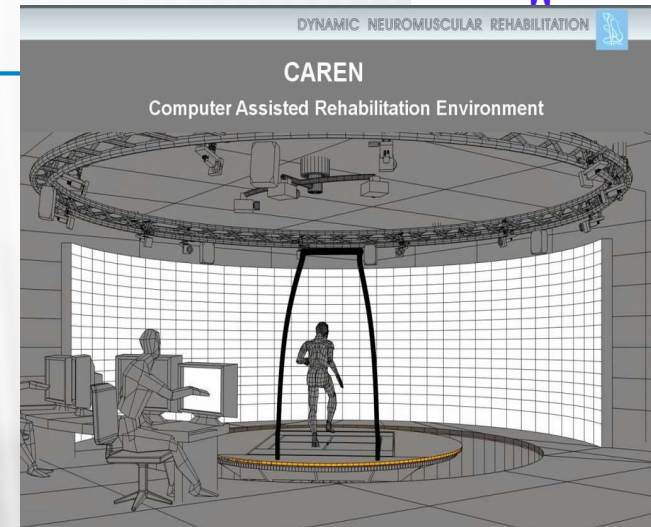 DYNAMIC NEUROMUSCULAR REHABILITATION
CAREN
Computer Assisted Rehabilitation Environment